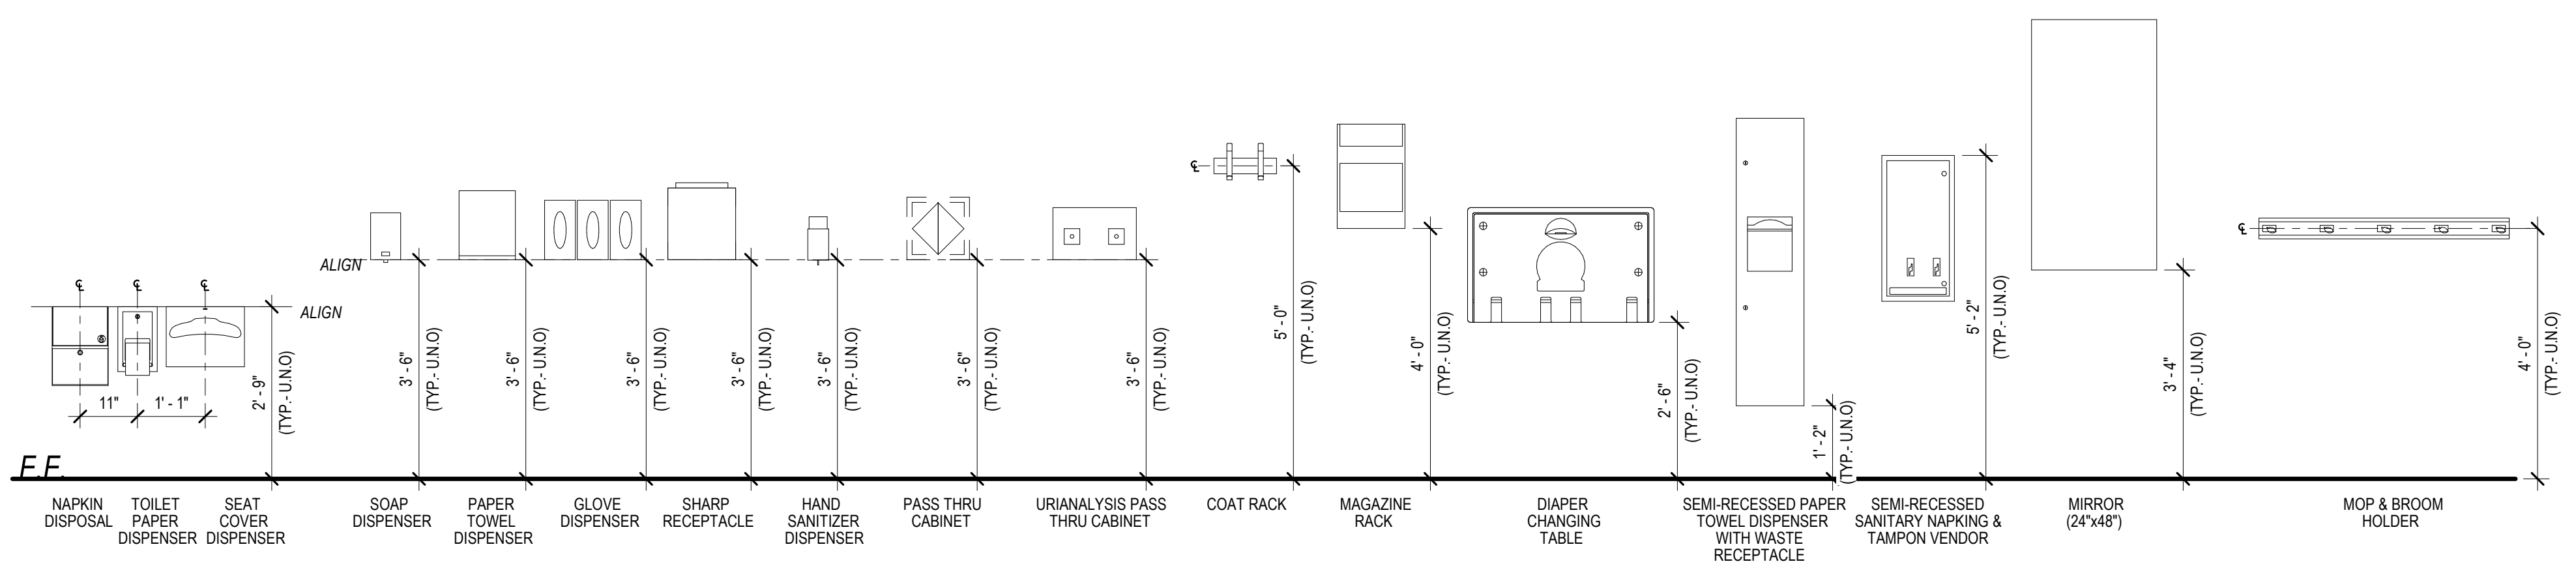 ALIGN
ALIGN
℄
℄
℄
℄
℄
11"
1' - 1"
2' - 9"
(TYP.- U.N.O)
3' - 6"
(TYP.- U.N.O)
3' - 6"
(TYP.- U.N.O)
3' - 6"
(TYP.- U.N.O)
3' - 6"
(TYP.- U.N.O)
3' - 6"
(TYP.- U.N.O)
3' - 6"
(TYP.- U.N.O)
3' - 6"
(TYP.- U.N.O)
5' - 0"
(TYP.- U.N.O)
4' - 0"
(TYP.- U.N.O)
2' - 6"
(TYP.- U.N.O)
1' - 2"
(TYP.- U.N.O)
5' - 2"
(TYP.- U.N.O)
3' - 4"
(TYP.- U.N.O)
4' - 0"
(TYP.- U.N.O)
F.F.
NAPKIN
DISPOSAL
TOILET
PAPER
DISPENSER
SEAT
COVER
DISPENSER
SOAP
DISPENSER
PAPER
TOWEL
DISPENSER
GLOVE
DISPENSER
SHARP
RECEPTACLE
HAND
SANITIZER
DISPENSER
PASS THRU
CABINET
URIANALYSIS PASS
THRU CABINET
COAT RACK
MAGAZINE
RACK
DIAPER
CHANGING
TABLE
SEMI-RECESSED PAPER
TOWEL DISPENSER
WITH WASTE
RECEPTACLE
SEMI-RECESSED
SANITARY NAPKING &
TAMPON VENDOR
MIRROR
(24"x48")
MOP & BROOM
HOLDER